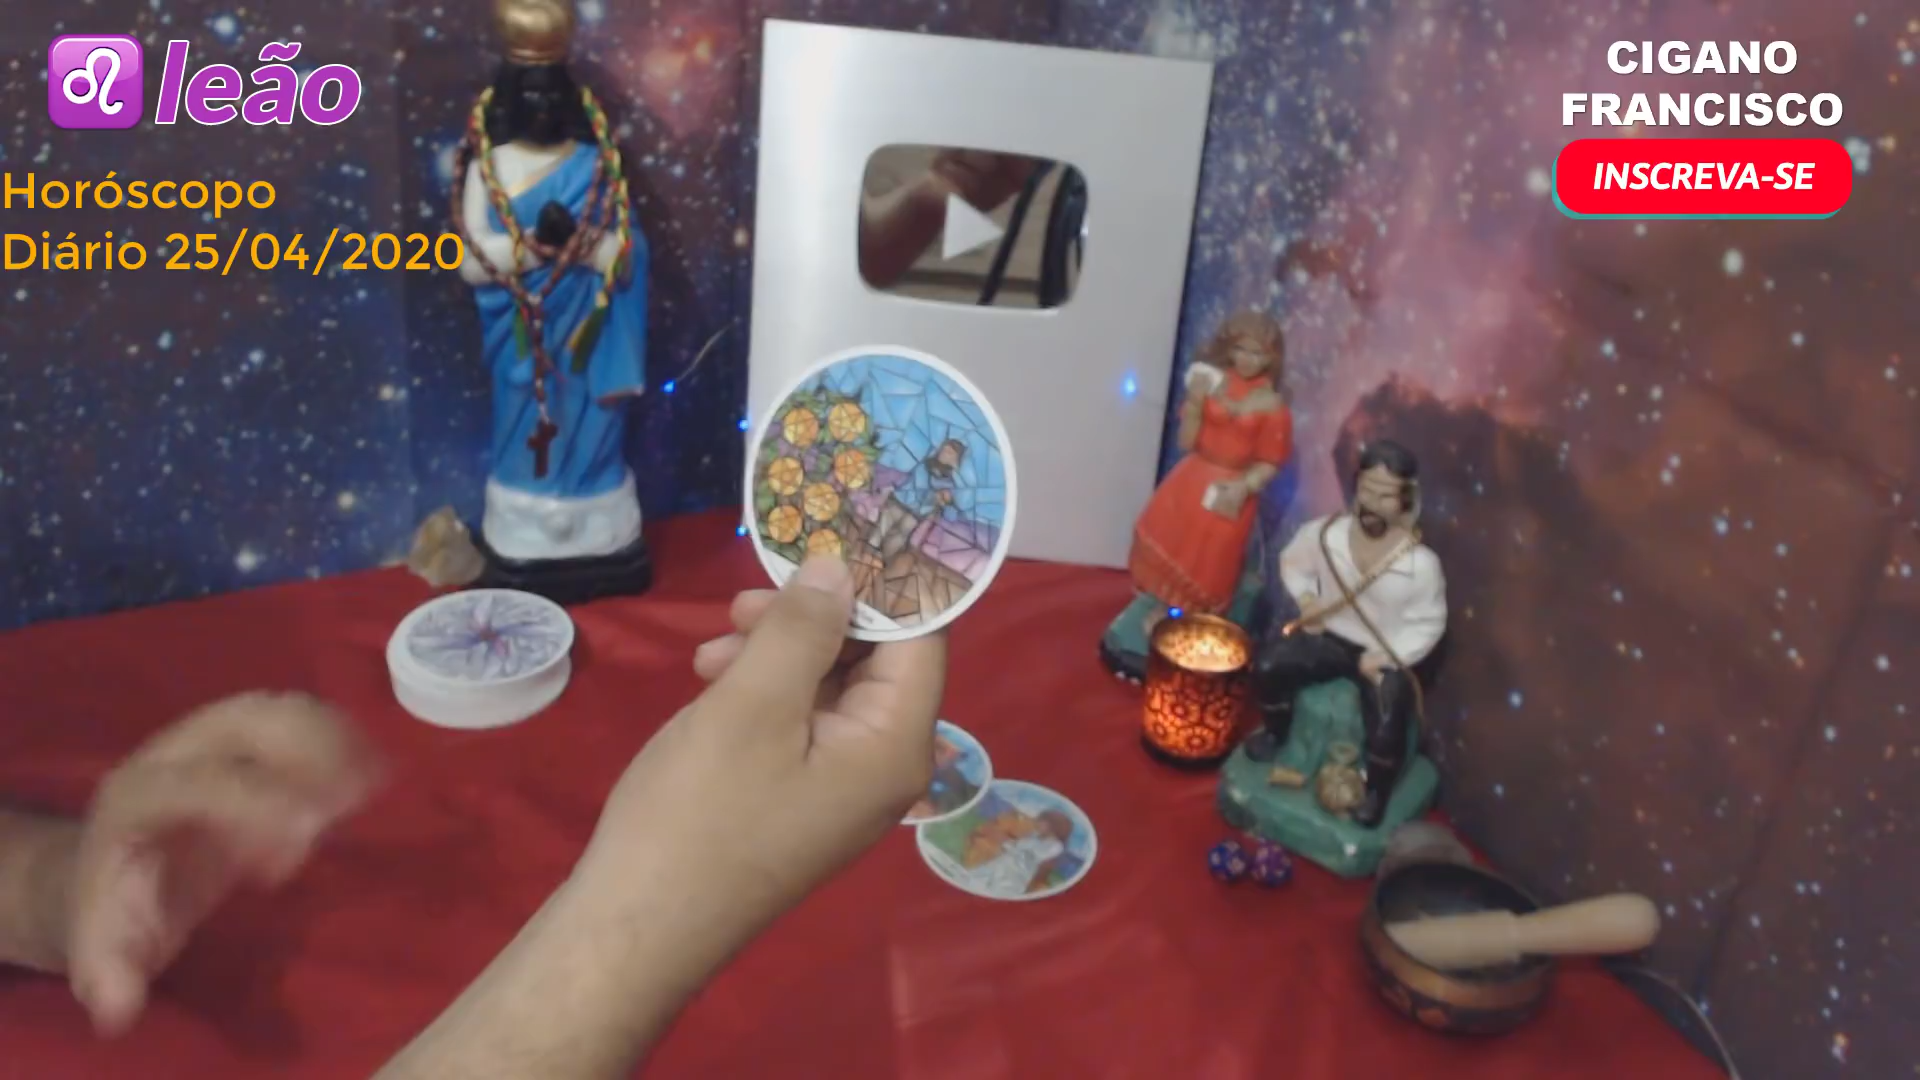 ♌ leão
Horóscopo
Diário 25/04/2020
CIGANO
FRANCISCO
INSCREVA-SE